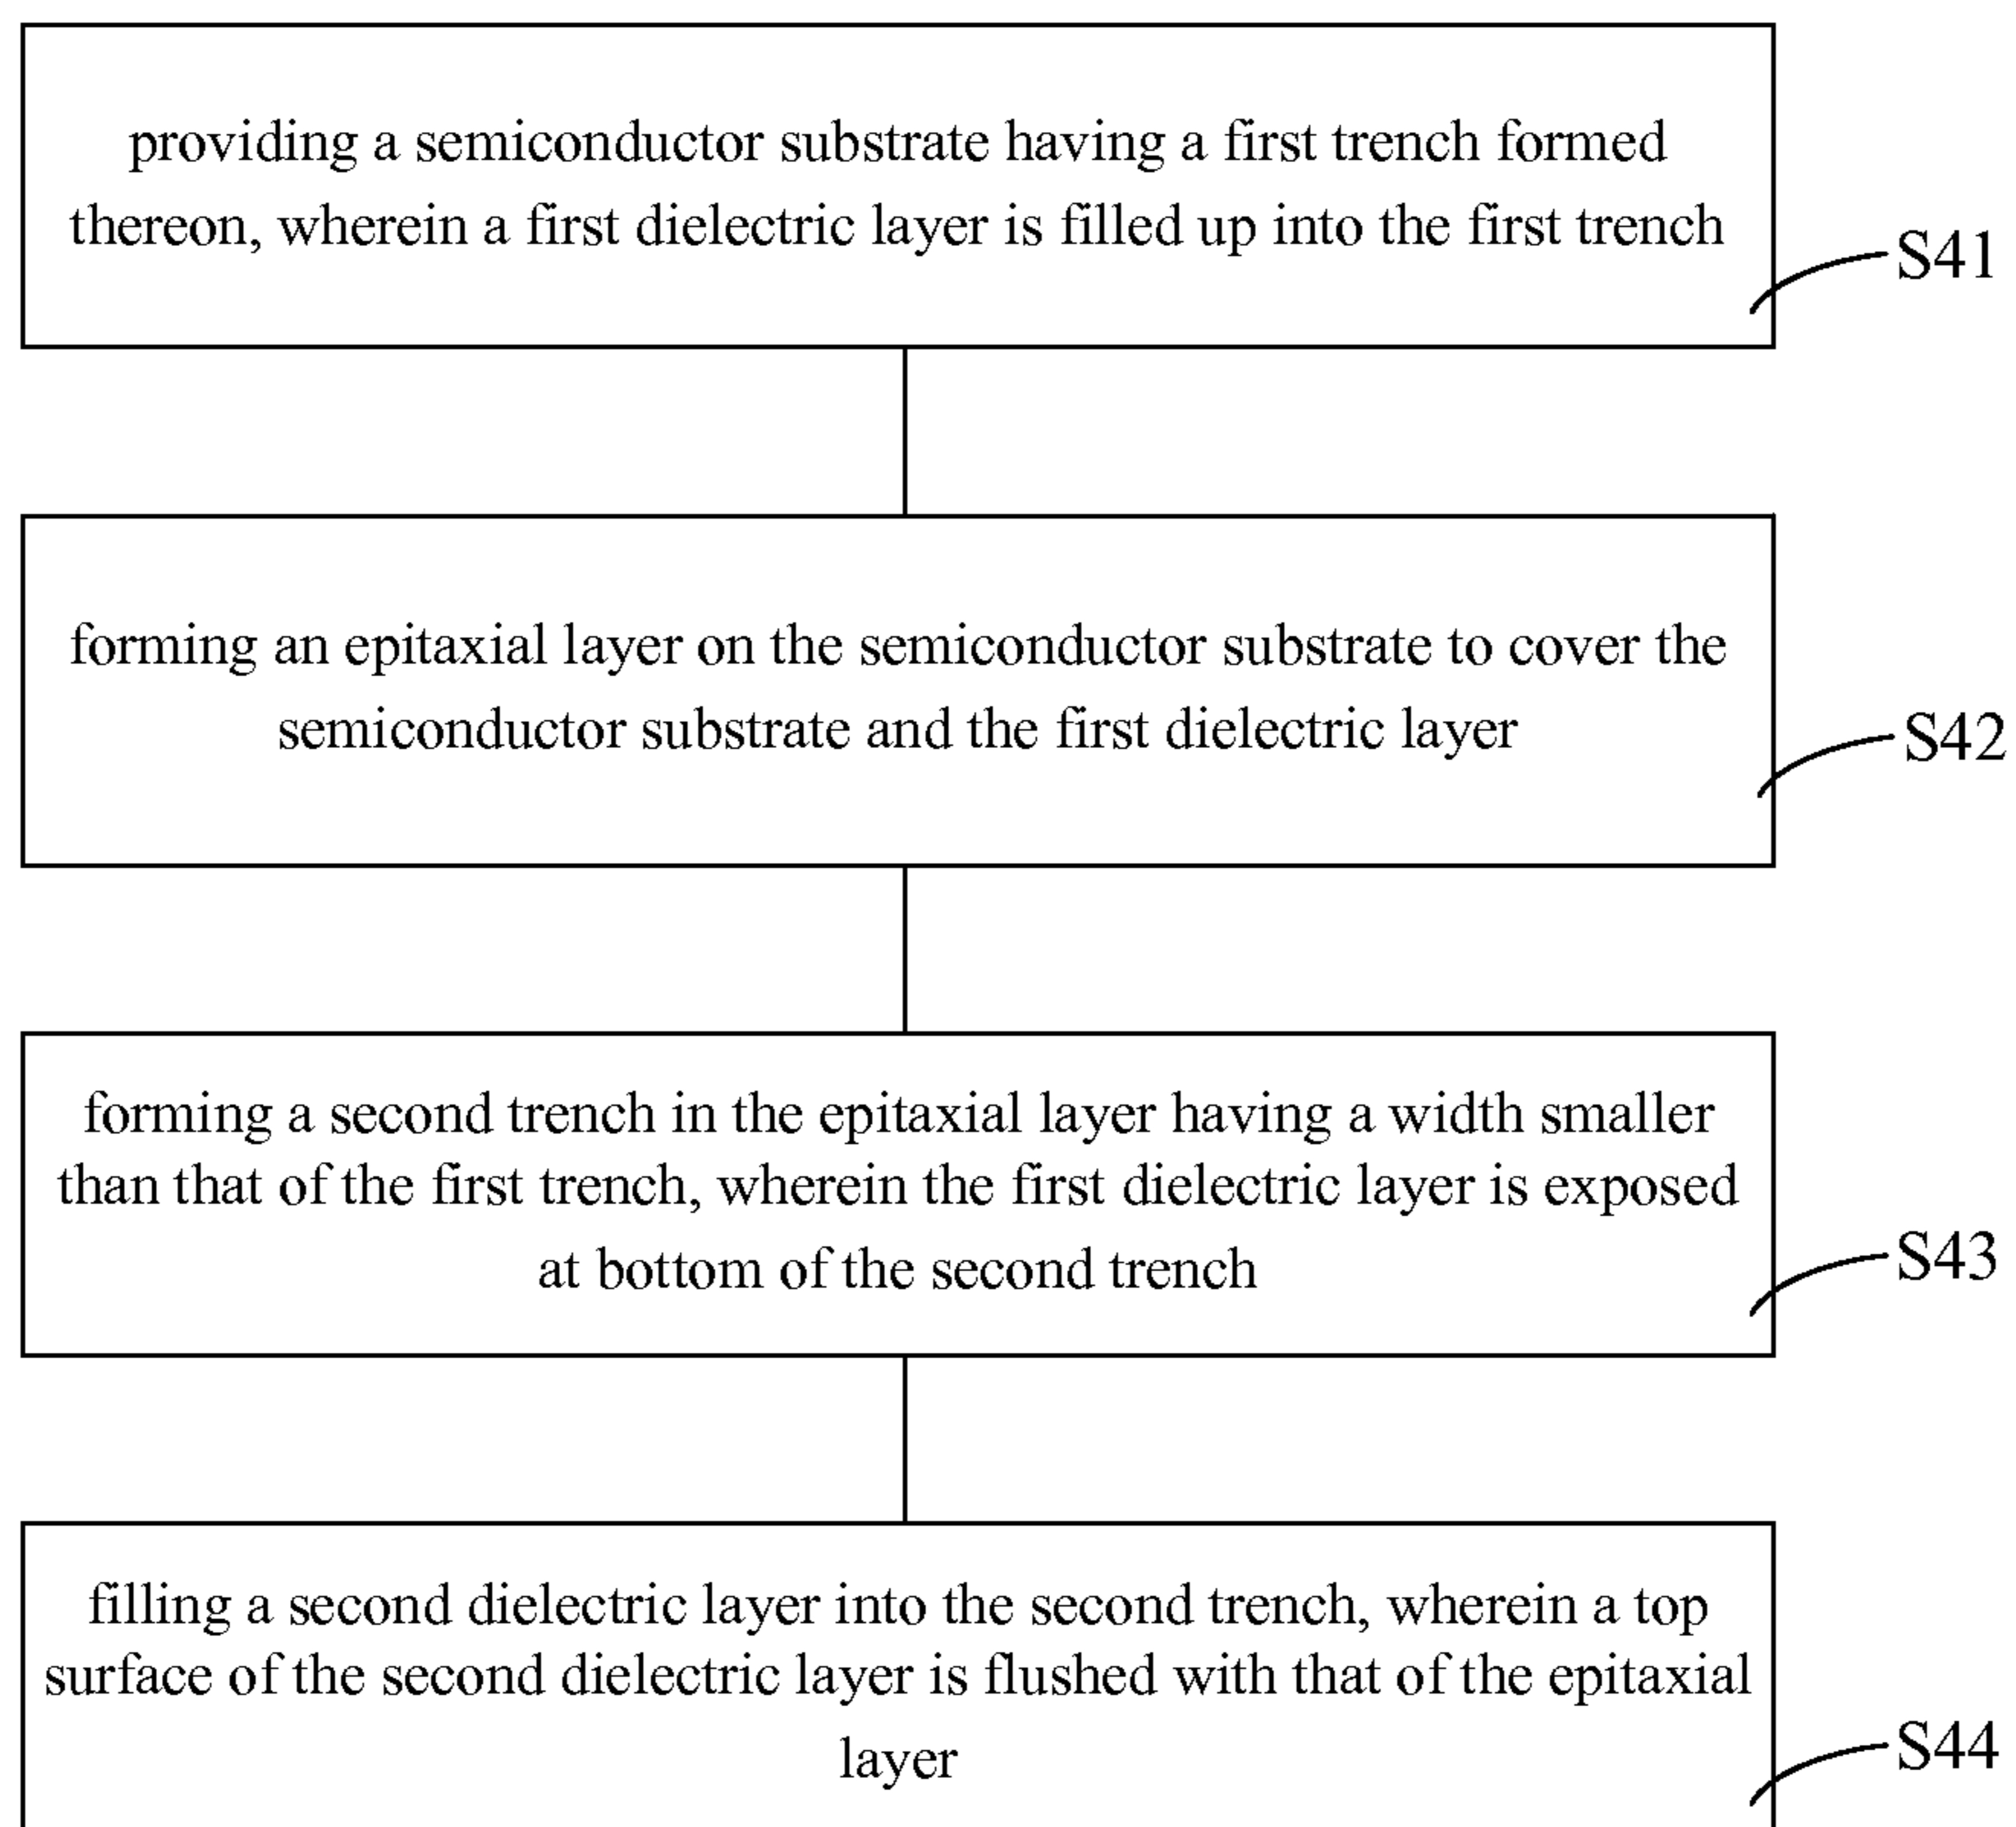 providing a semiconductor substrate having a first trench formed
thereon, wherein a first dielectric layer is filled up into the first trench
S41
forming an epitaxial layer on the semiconductor substrate to cover the
semiconductor substrate and the first dielectric layer
S42
forming a second trench in the epitaxial layer having a width smaller
than that of the first trench, wherein the first dielectric layer is exposed
at bottom of the second trench
S43
filling a second dielectric layer into the second trench, wherein a top
surface of the second dielectric layer is flushed with that of the epitaxial
layer
S44